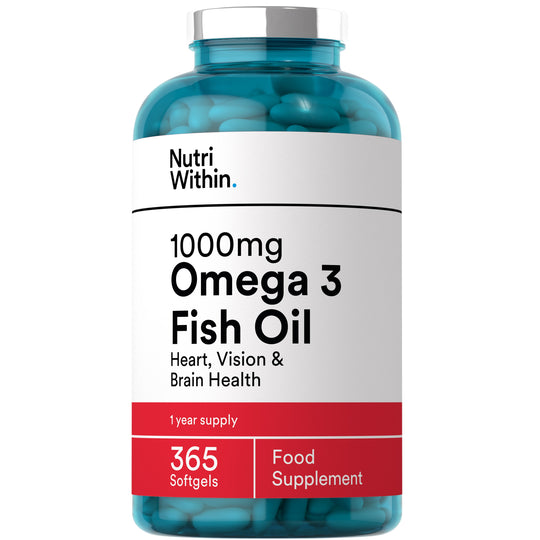 Nutri
Within.
1000mg
Omega 3
Fish Oil
Heart, Vision &
Brain Health
1 year supply
365
Softgels
Food
Supplement